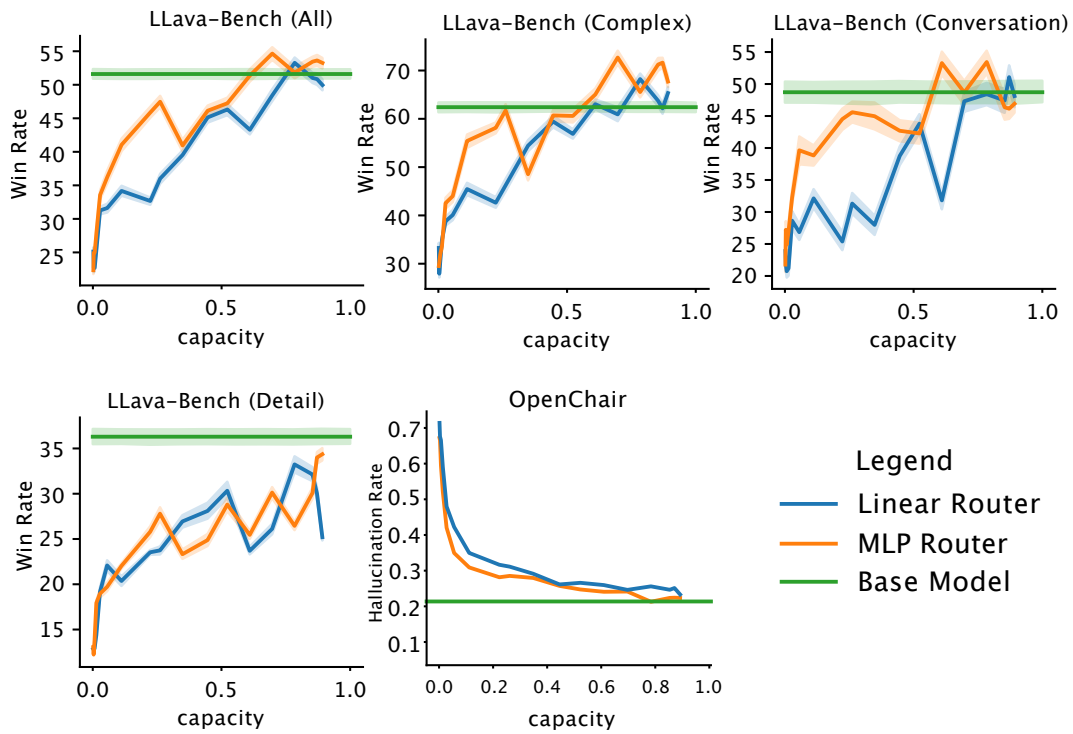 LLava-Bench (All)
Win Rate
55
50
45
40
35
30
25
0.0
0.5
1.0
capacity
LLava-Bench (Complex)
Win Rate
70
60
50
40
30
0.0
0.5
1.0
capacity
LLava-Bench (Conversation)
Win Rate
55
50
45
40
35
30
25
20
0.0
0.5
1.0
capacity
LLava-Bench (Detail)
Win Rate
35
30
25
20
15
0.0
0.5
1.0
capacity
OpenChair
Hallucination Rate
0.7
0.6
0.5
0.4
0.3
0.2
0.1
0.0
0.2
0.4
0.6
0.8
1.0
capacity
Legend
Linear Router
MLP Router
Base Model